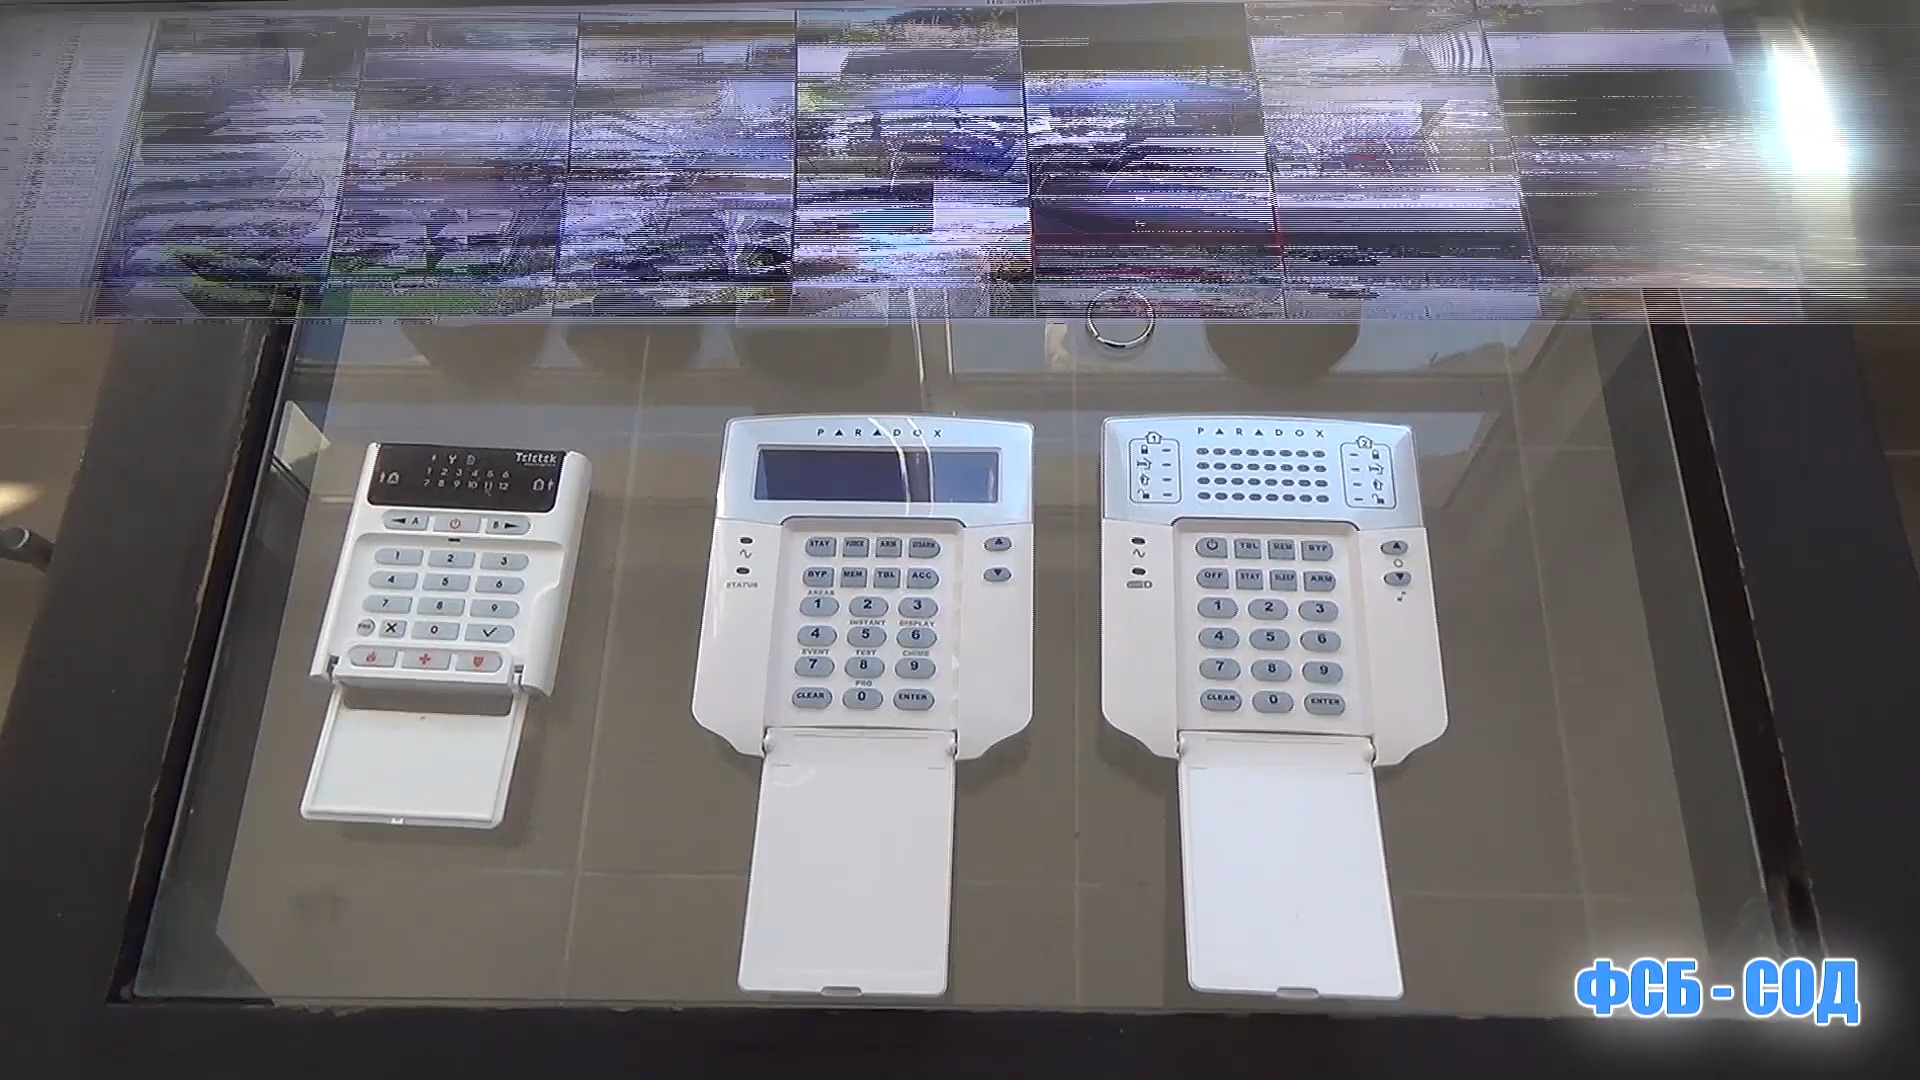 Teletek
1 2 3 4 5 6
7 8 9 10 11 12
A
B
1 2 3
4 5 6
7 8 9
0
PARADOX
STATUS
STAY FORCE ARM DISARM
BYP MEM TBL ACC
AREAS
1 2 3
INSTANT DISPLAY
4 5 6
EVENT TEST CHIME
7 8 9
PRG
CLEAR 0 ENTER
PARADOX
1
2
TBL MEM BYP
OFF STAY SLEEP ARM
1 2 3
4 5 6
7 8 9
CLEAR 0 ENTER
ФСБ - СОД